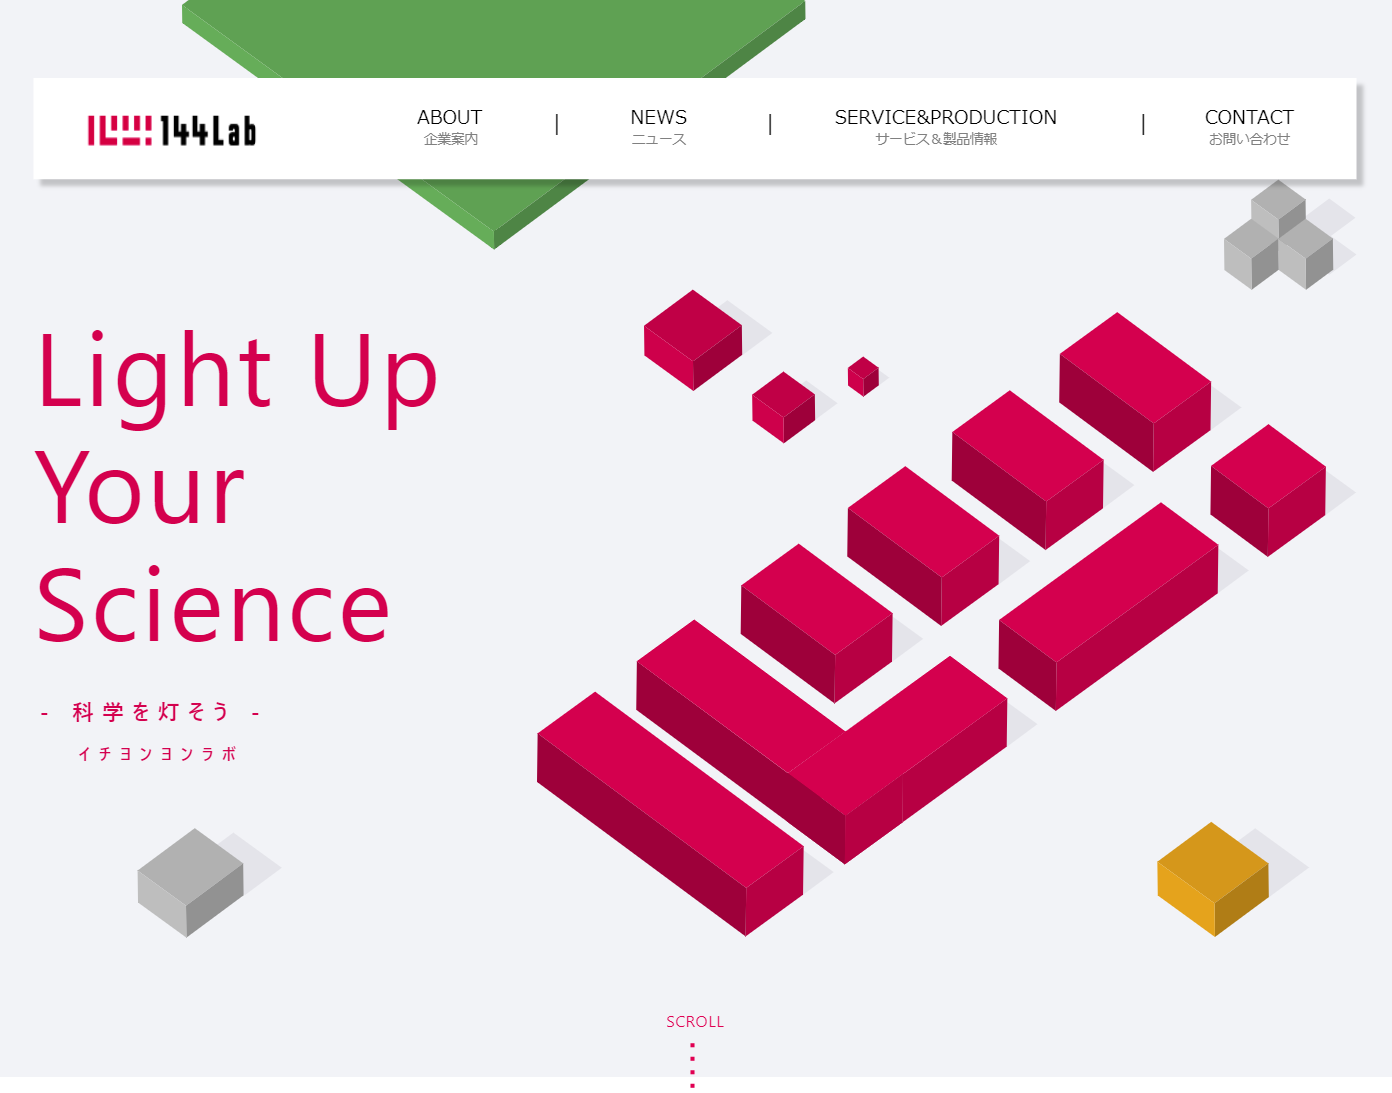 144Lab
ABOUT
企業案内
|
NEWS
ニュース
|
SERVICE&PRODUCTION
サービス＆製品情報
|
CONTACT
お問い合わせ
Light Up
Your
Science
- 科学を灯そう -
イチヨンヨンラボ
SCROLL